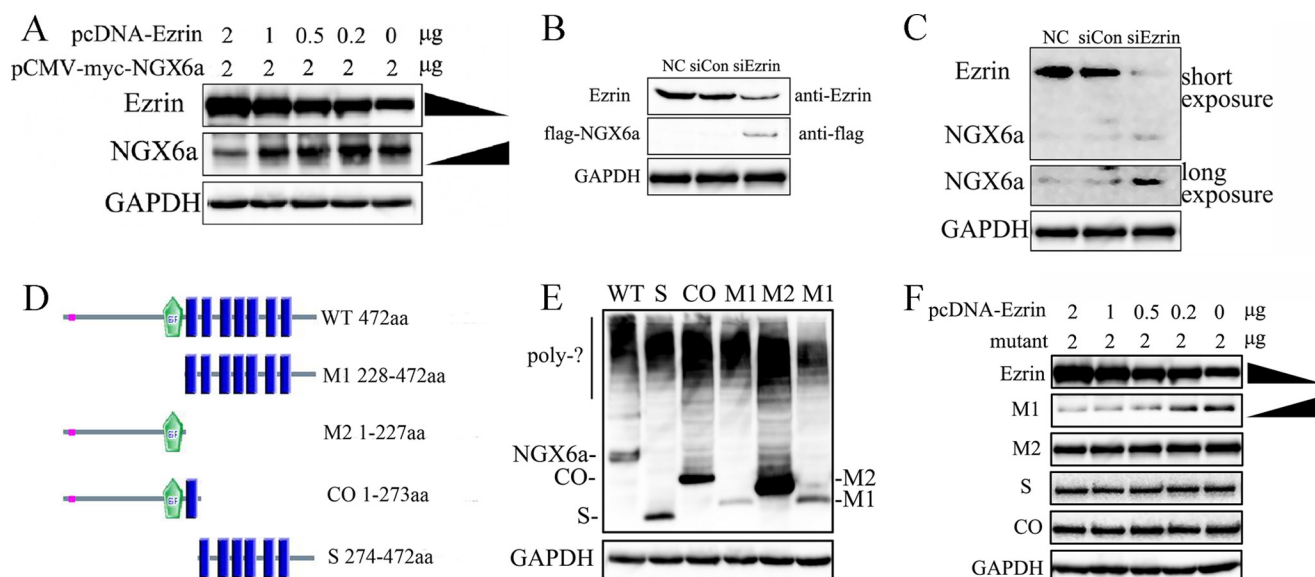 A
pcDNA-Ezrin 2 1 0.5 0.2 0 µg
pCMV-myc-NGX6a 2 2 2 2 2 µg
Ezrin
NGX6a
GAPDH
B
NC siCon siEzrin
Ezrin anti-Ezrin
flag-NGX6a anti-flag
GAPDH
C
NC siCon siEzrin
Ezrin short
exposure
NGX6a
NGX6a long
exposure
GAPDH
D
WT 472aa
M1 228-472aa
M2 1-227aa
CO 1-273aa
S 274-472aa
E
WT S CO M1 M2 M1
poly-?
NGX6a-
CO- -M2
-M1
S-
GAPDH
F
pcDNA-Ezrin 2 1 0.5 0.2 0 µg
mutant 2 2 2 2 2 µg
Ezrin
M1
M2
S
CO
GAPDH